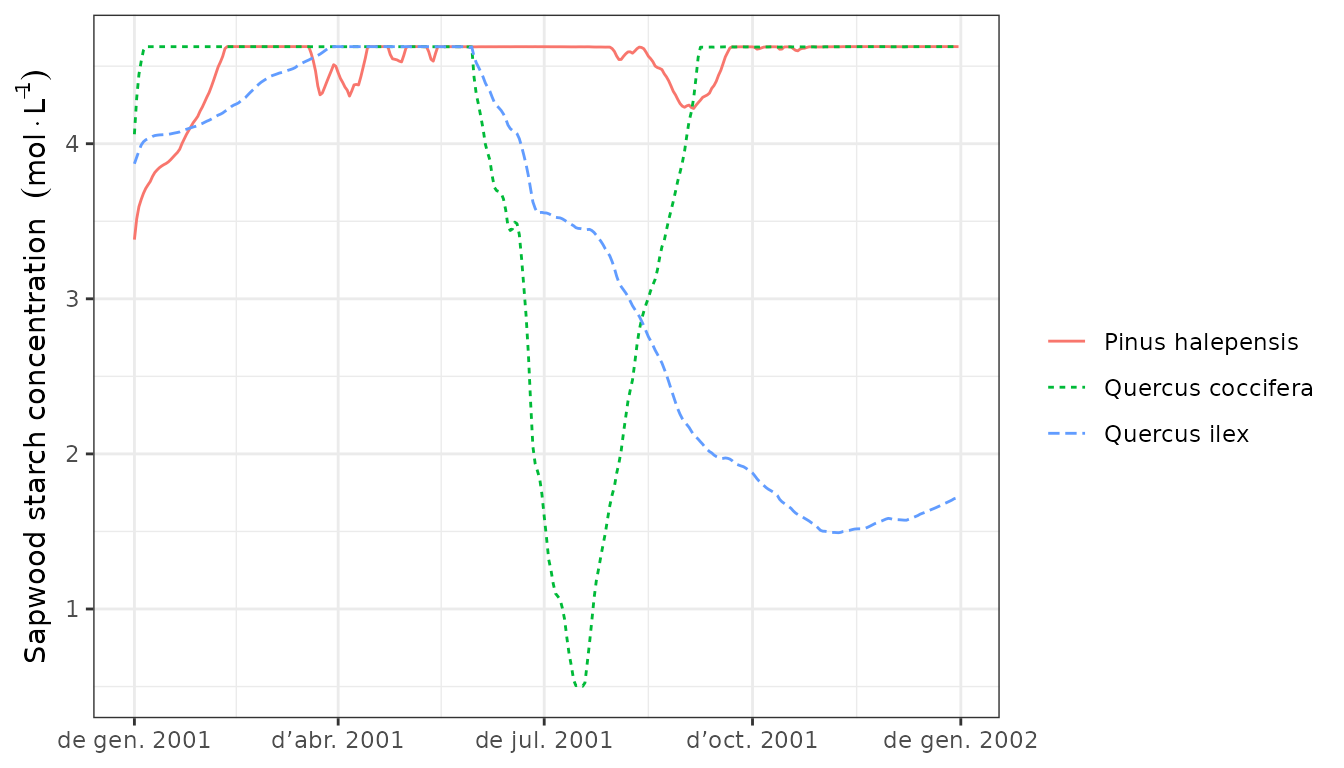 Sapwood starch concentration (mol·L⁻¹)
4
3
2
1
de gen. 2001
d’abr. 2001
de jul. 2001
d’oct. 2001
de gen. 2002
Pinus halepensis
Quercus coccifera
Quercus ilex